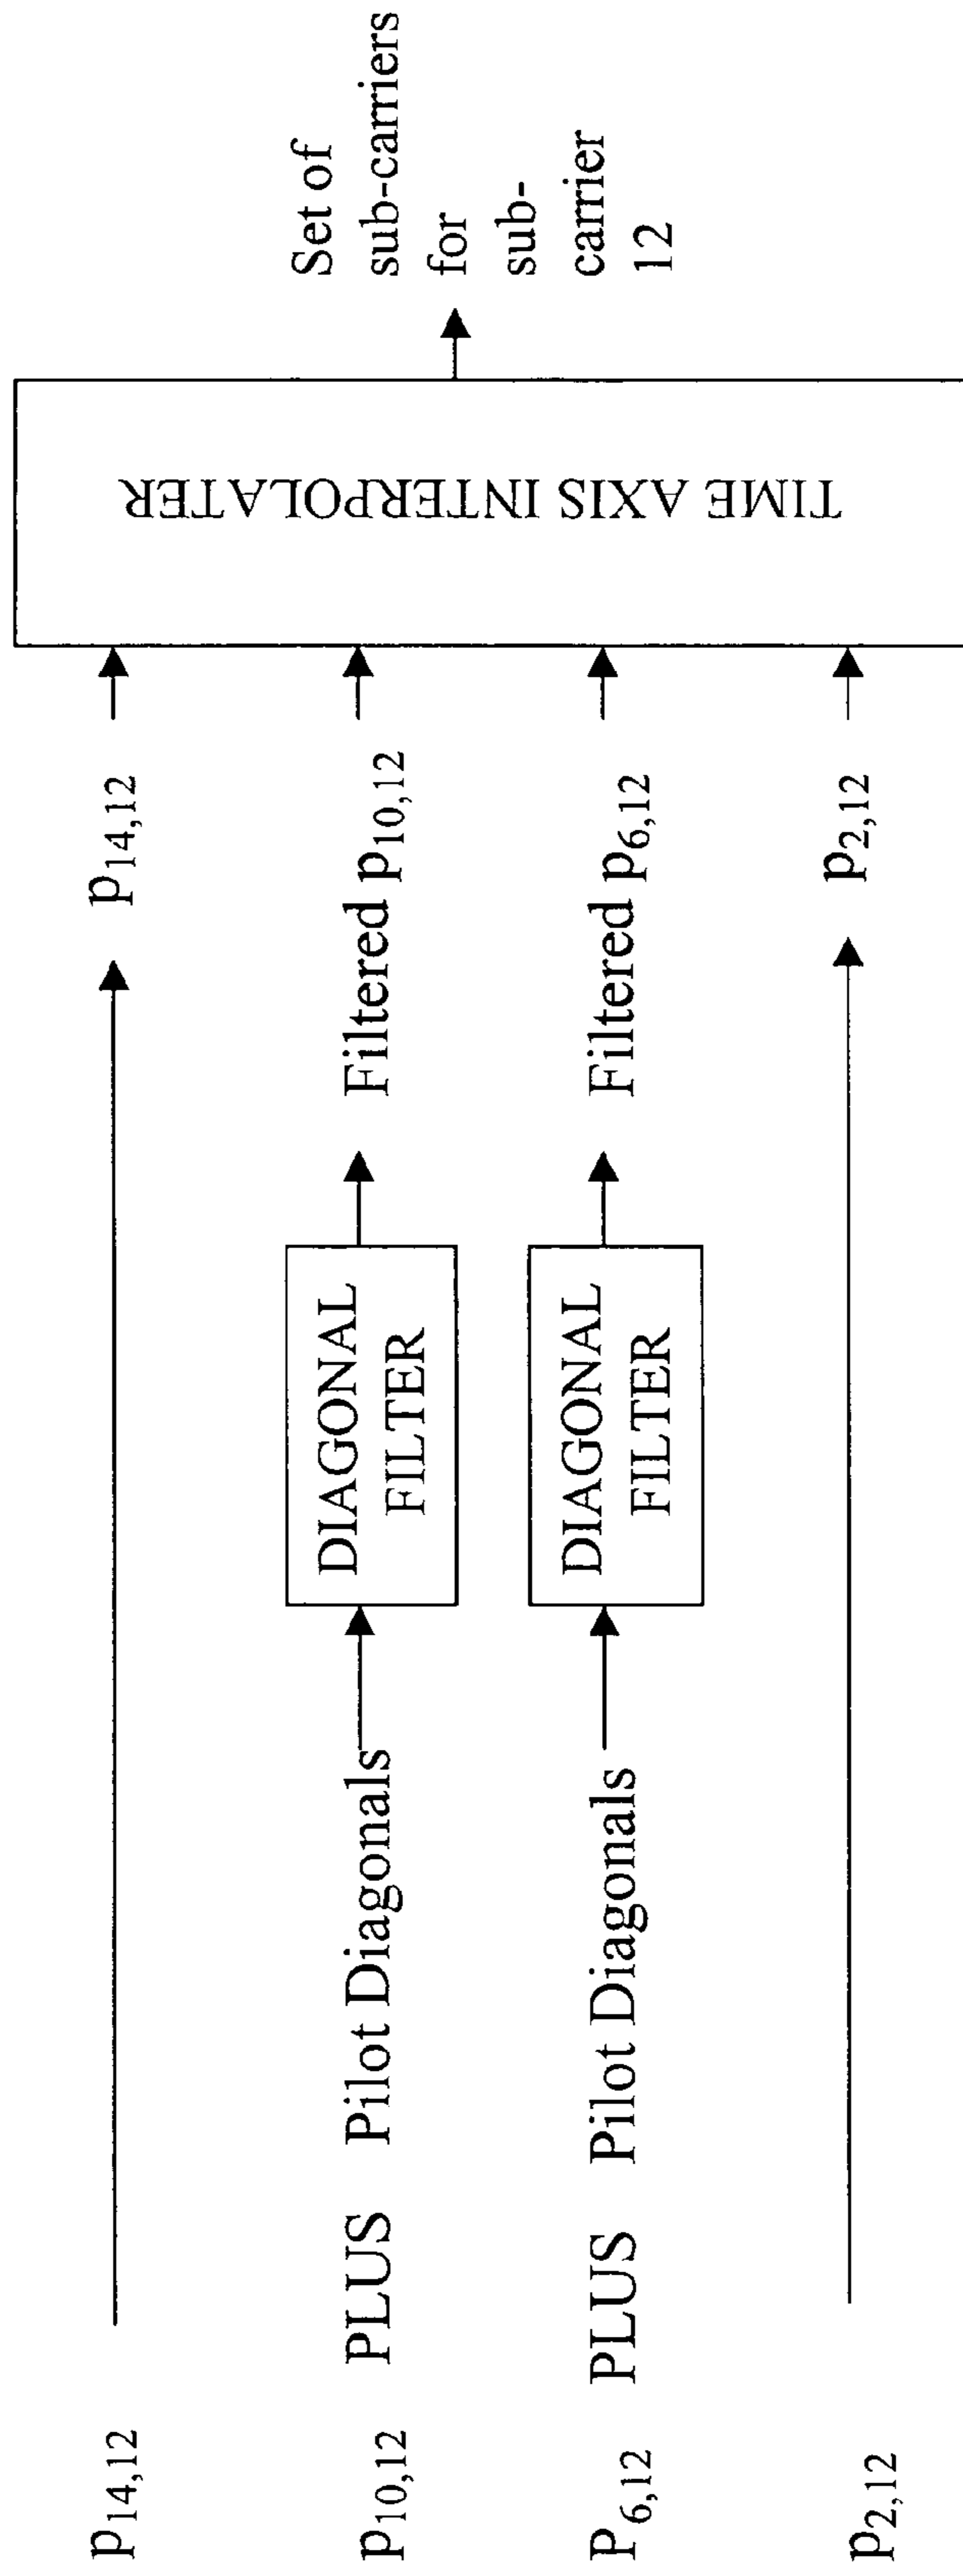 p14,12
p14,12
p10,12 PLUS Pilot Diagonals
DIAGONAL
FILTER
Filtered p10,12
P6,12 PLUS Pilot Diagonals
DIAGONAL
FILTER
Filtered p6,12
p2,12
p2,12
TIME AXIS INTERPOLATER
Set of
sub-carriers
for
sub-
carrier
12